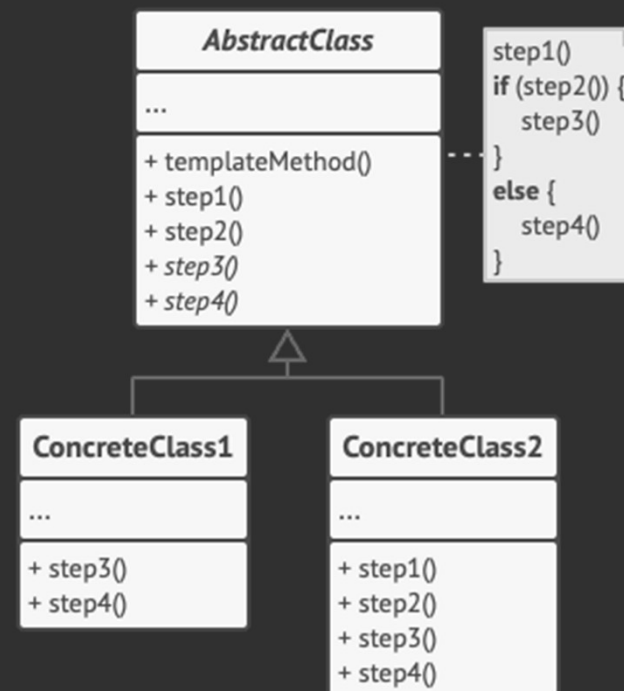 AbstractClass
...
+ templateMethod()
+ step1()
+ step2()
+ step3()
+ step4()
step1()
if (step2()) {
step3()
}
else {
step4()
}
ConcreteClass1
...
+ step3()
+ step4()
ConcreteClass2
...
+ step1()
+ step2()
+ step3()
+ step4()